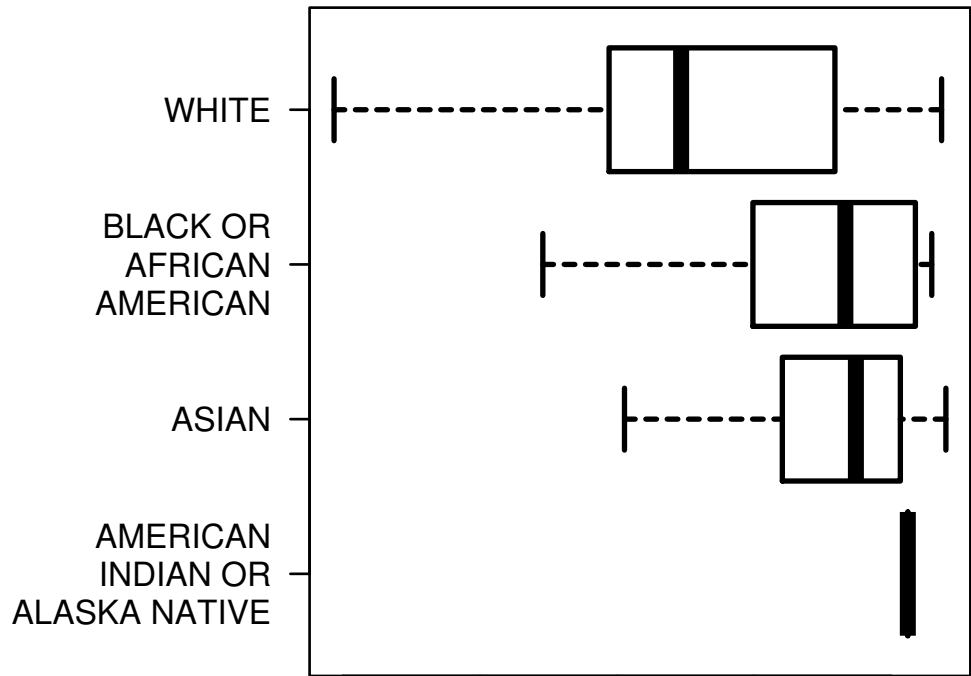 WHITE
BLACK OR
AFRICAN
AMERICAN
ASIAN
AMERICAN
INDIAN OR
ALASKA NATIVE